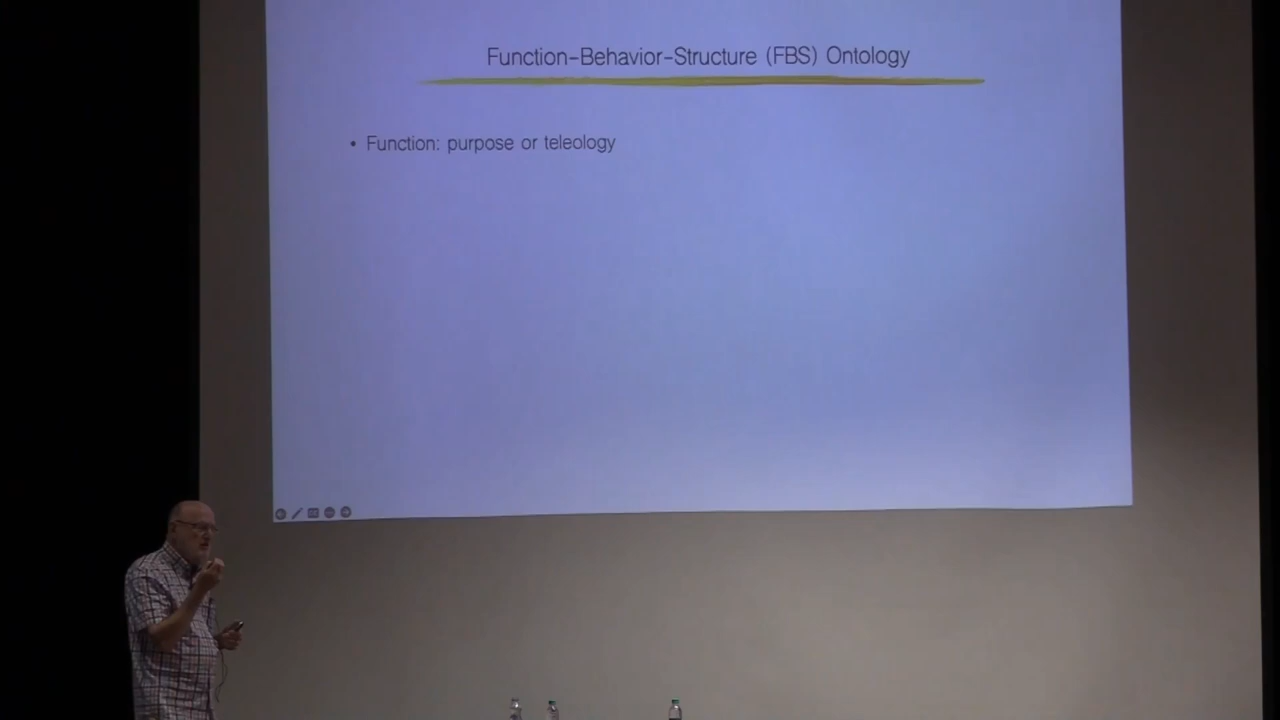 Function-Behavior-Structure (FBS) Ontology
• Function: purpose or teleology